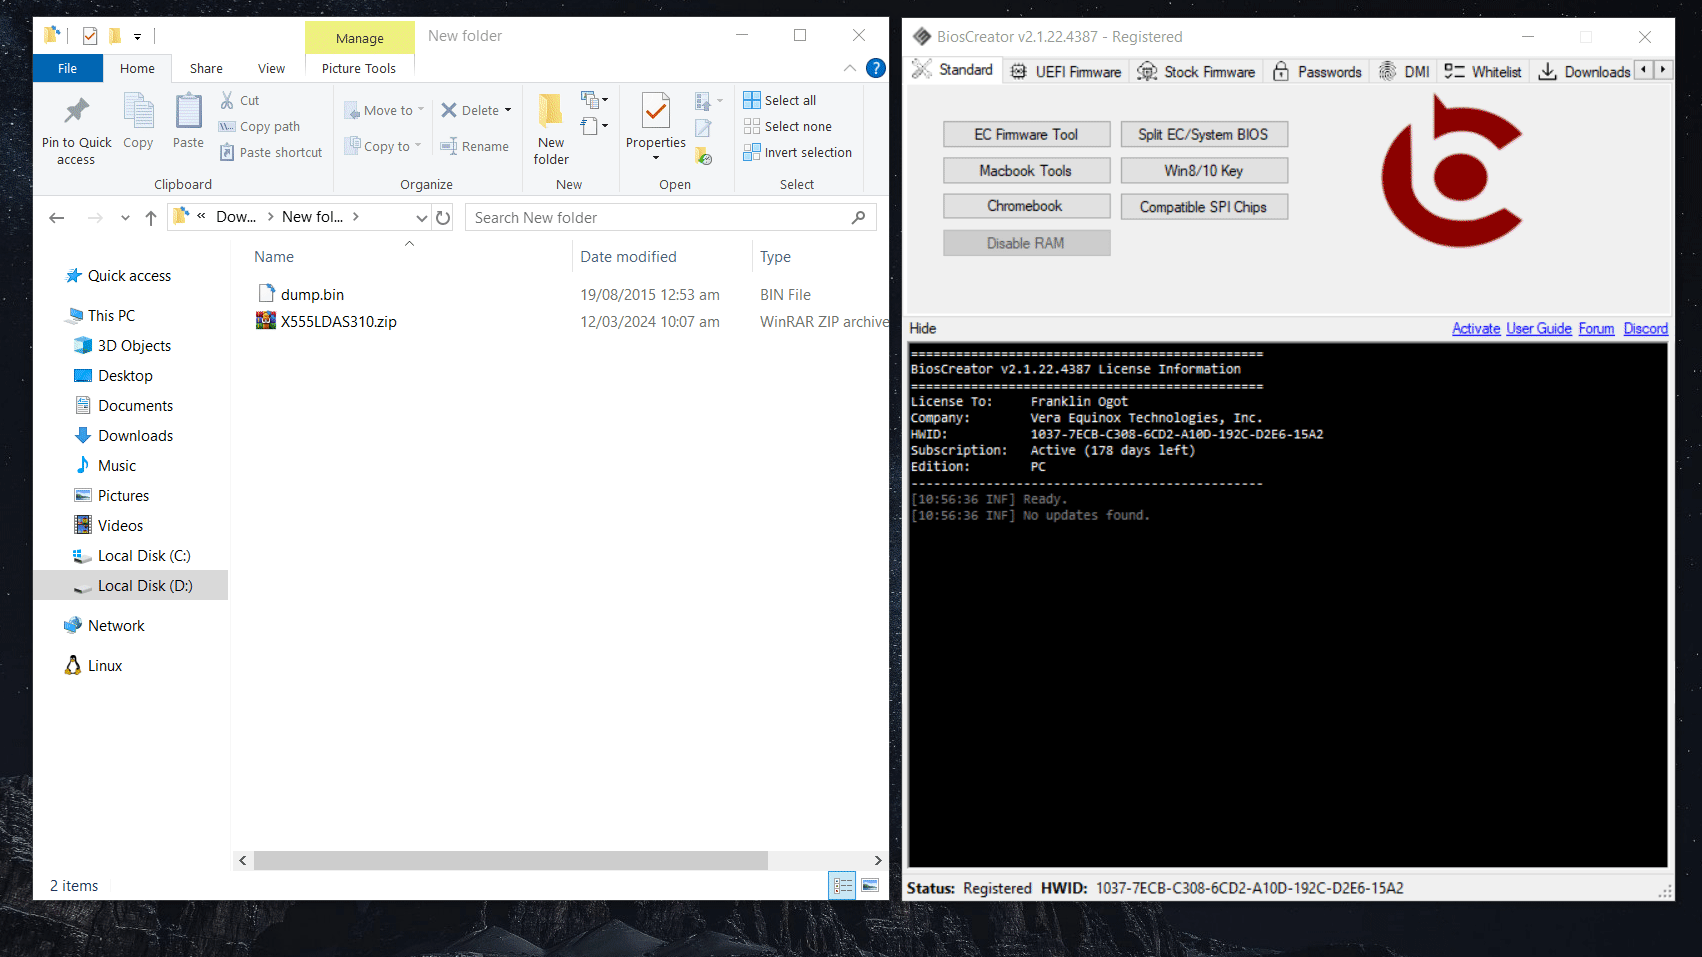 Manage
New folder
File
Home
Share
View
Picture Tools
Pin to Quick access
Copy
Paste
Cut
Copy path
Paste shortcut
Clipboard
Move to
Copy to
Delete
Rename
Organize
New folder
New
Properties
Open
Select all
Select none
Invert selection
Select
« Dow... > New fol... >
Search New folder
Name
Date modified
Type
dump.bin
19/08/2015 12:53 am
BIN File
X555LDAS310.zip
12/03/2024 10:07 am
WinRAR ZIP archive
Quick access
This PC
3D Objects
Desktop
Documents
Downloads
Music
Pictures
Videos
Local Disk (C:)
Local Disk (D:)
Network
Linux
2 items
BiosCreator v2.1.22.4387 - Registered
Standard
UEFI Firmware
Stock Firmware
Passwords
DMI
Whitelist
Downloads
EC Firmware Tool
Split EC/System BIOS
Macbook Tools
Win8/10 Key
Chromebook
Compatible SPI Chips
Disable RAM
Hide
Activate User Guide Forum Discord
===============================================
BiosCreator v2.1.22.4387 License Information
===============================================
License To: Franklin Ogot
Company: Vera Equinox Technologies, Inc.
HWID: 1037-7ECB-C308-6CD2-A10D-192C-D2E6-15A2
Subscription: Active (178 days left)
Edition: PC
-----------------------------------------------
[10:56:36 INF] Ready.
[10:56:36 INF] No updates found.
Status: Registered HWID: 1037-7ECB-C308-6CD2-A10D-192C-D2E6-15A2